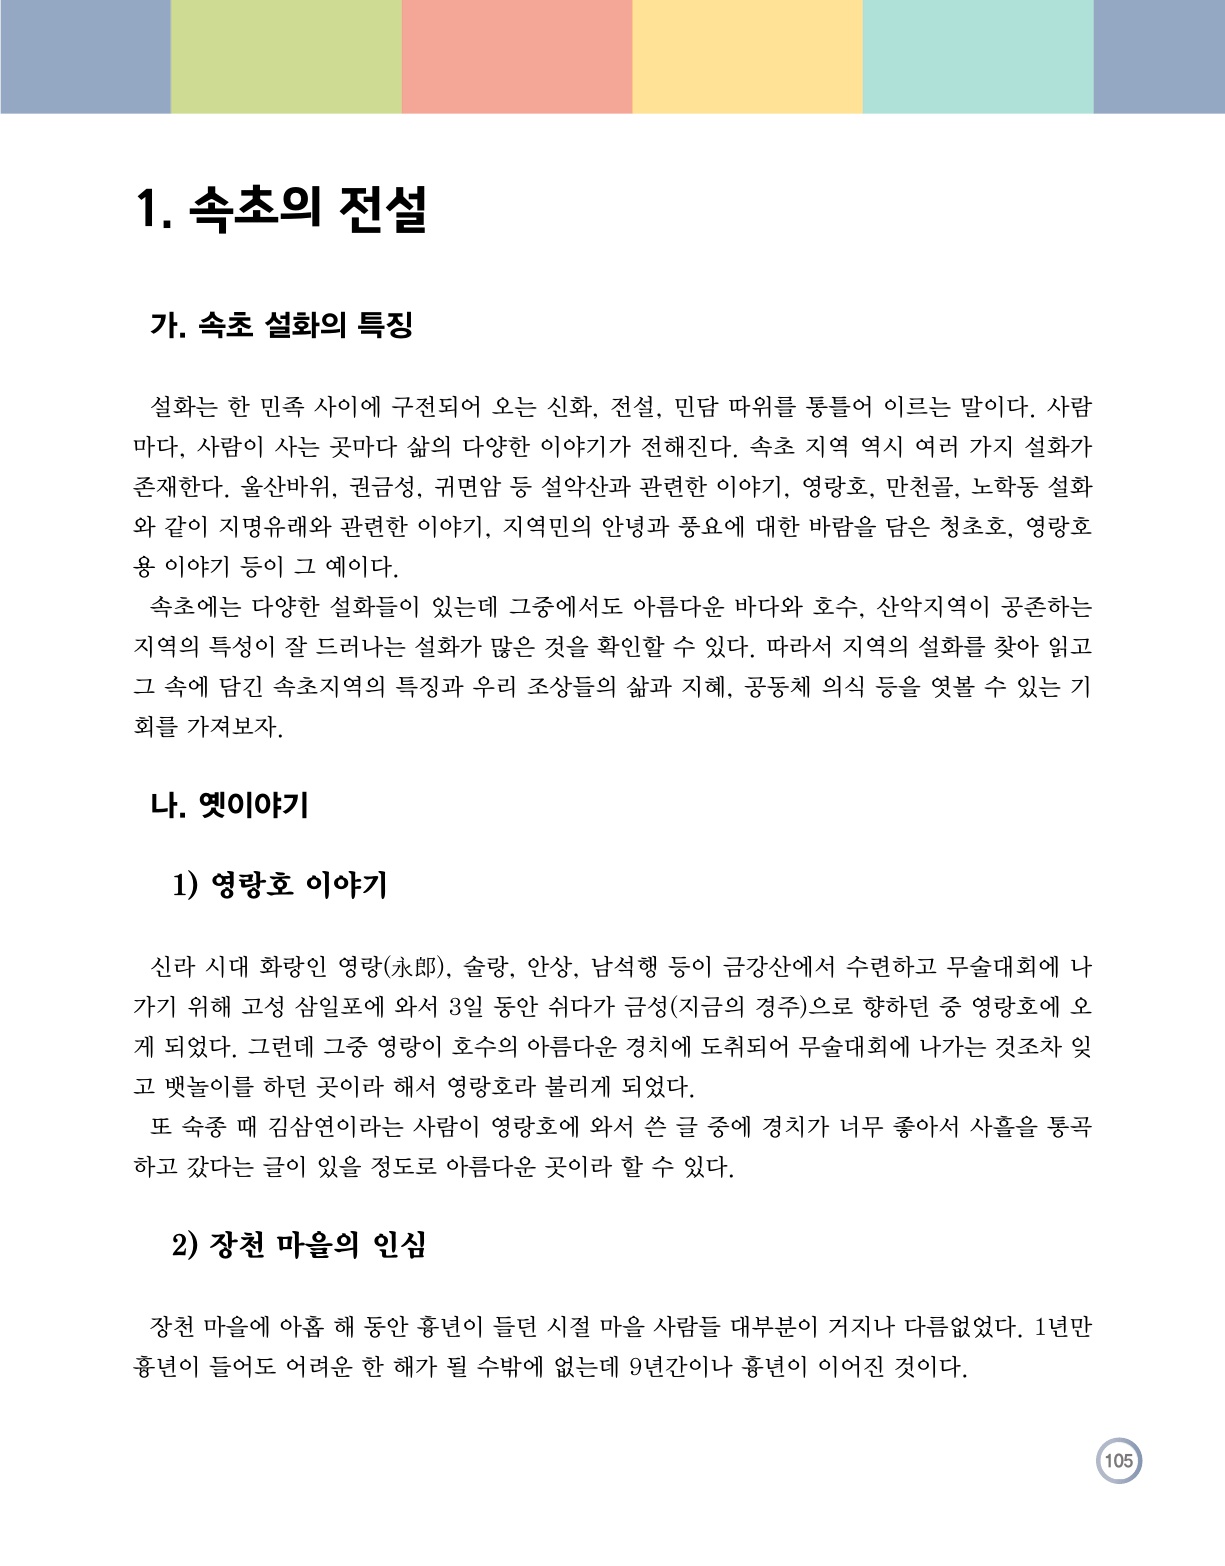 1. 속초의 전설
가. 속초 설화의 특징
설화는 한 민족 사이에 구전되어 오는 신화, 전설, 민담 따위를 통틀어 이르는 말이다. 사람
마다, 사람이 사는 곳마다 삶의 다양한 이야기가 전해진다. 속초 지역 역시 여러 가지 설화가
존재한다. 울산바위, 권금성, 귀면암 등 설악산과 관련한 이야기, 영랑호, 만천골, 노학동 설화
와 같이 지명유래와 관련한 이야기, 지역민의 안녕과 풍요에 대한 바람을 담은 청초호, 영랑호
용 이야기 등이 그 예이다.
속초에는 다양한 설화들이 있는데 그중에서도 아름다운 바다와 호수, 산악지역이 공존하는
지역의 특성이 잘 드러나는 설화가 많은 것을 확인할 수 있다. 따라서 지역의 설화를 찾아 읽고
그 속에 담긴 속초지역의 특징과 우리 조상들의 삶과 지혜, 공동체 의식 등을 엿볼 수 있는 기
회를 가져보자.
나. 옛이야기
1) 영랑호 이야기
신라 시대 화랑인 영랑(永郎), 술랑, 안상, 남석행 등이 금강산에서 수련하고 무술대회에 나
가기 위해 고성 삼일포에 와서 3일 동안 쉬다가 금성(지금의 경주)으로 향하던 중 영랑호에 오
게 되었다. 그런데 그중 영랑이 호수의 아름다운 경치에 도취되어 무술대회에 나가는 것조차 잊
고 뱃놀이를 하던 곳이라 해서 영랑호라 불리게 되었다.
또 숙종 때 김삼연이라는 사람이 영랑호에 와서 쓴 글 중에 경치가 너무 좋아서 사흘을 통곡
하고 갔다는 글이 있을 정도로 아름다운 곳이라 할 수 있다.
2) 장천 마을의 인심
장천 마을에 아홉 해 동안 흉년이 들던 시절 마을 사람들 대부분이 거지나 다름없었다. 1년만
흉년이 들어도 어려운 한 해가 될 수밖에 없는데 9년간이나 흉년이 이어진 것이다.
105